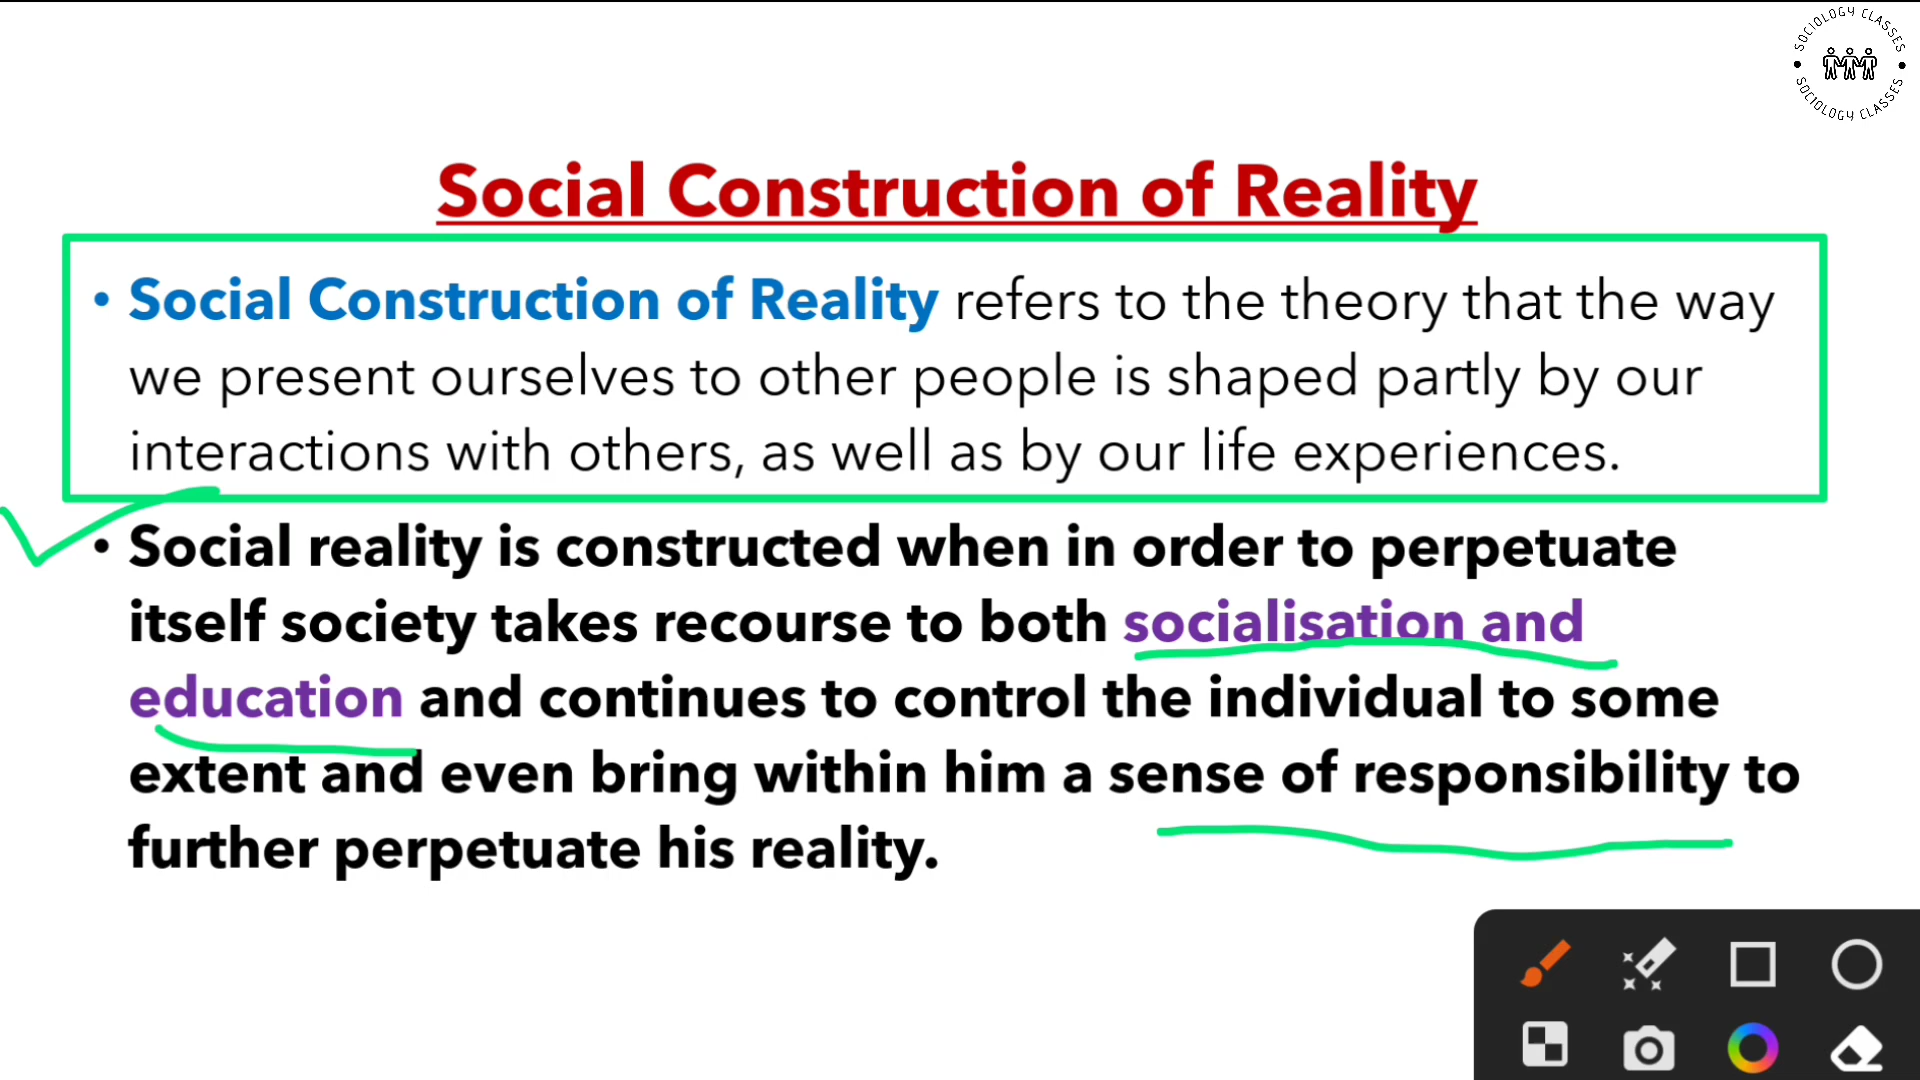 SOCIOLOGY CLASSES
SOCIOLOGY CLASSES
Social Construction of Reality
• Social Construction of Reality refers to the theory that the way
we present ourselves to other people is shaped partly by our
interactions with others, as well as by our life experiences.
• Social reality is constructed when in order to perpetuate
itself society takes recourse to both socialisation and
education and continues to control the individual to some
extent and even bring within him a sense of responsibility to
further perpetuate his reality.